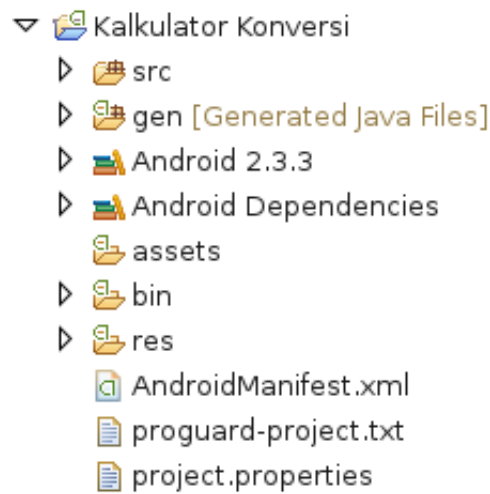 Kalkulator Konversi
src
gen [Generated Java Files]
Android 2.3.3
Android Dependencies
assets
bin
res
AndroidManifest.xml
proguard-project.txt
project.properties